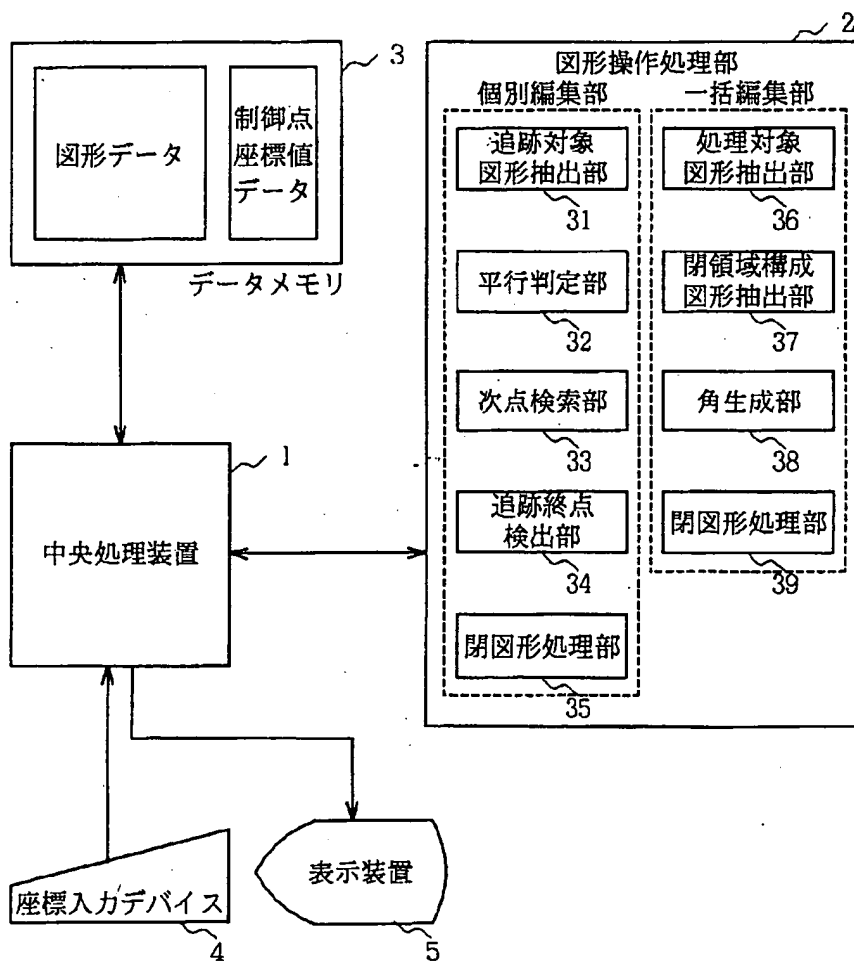 3
図形データ
制御点
座標値
データ
データメモリ
2
図形操作処理部
個別編集部
一括編集部
追跡対象
図形抽出部
31
処理対象
図形抽出部
36
平行判定部
32
閉領域構成
図形抽出部
37
次点検索部
33
角生成部
38
追跡終点
検出部
34
閉図形処理部
39
閉図形処理部
35
1
中央処理装置
座標入力デバイス
4
表示装置
5